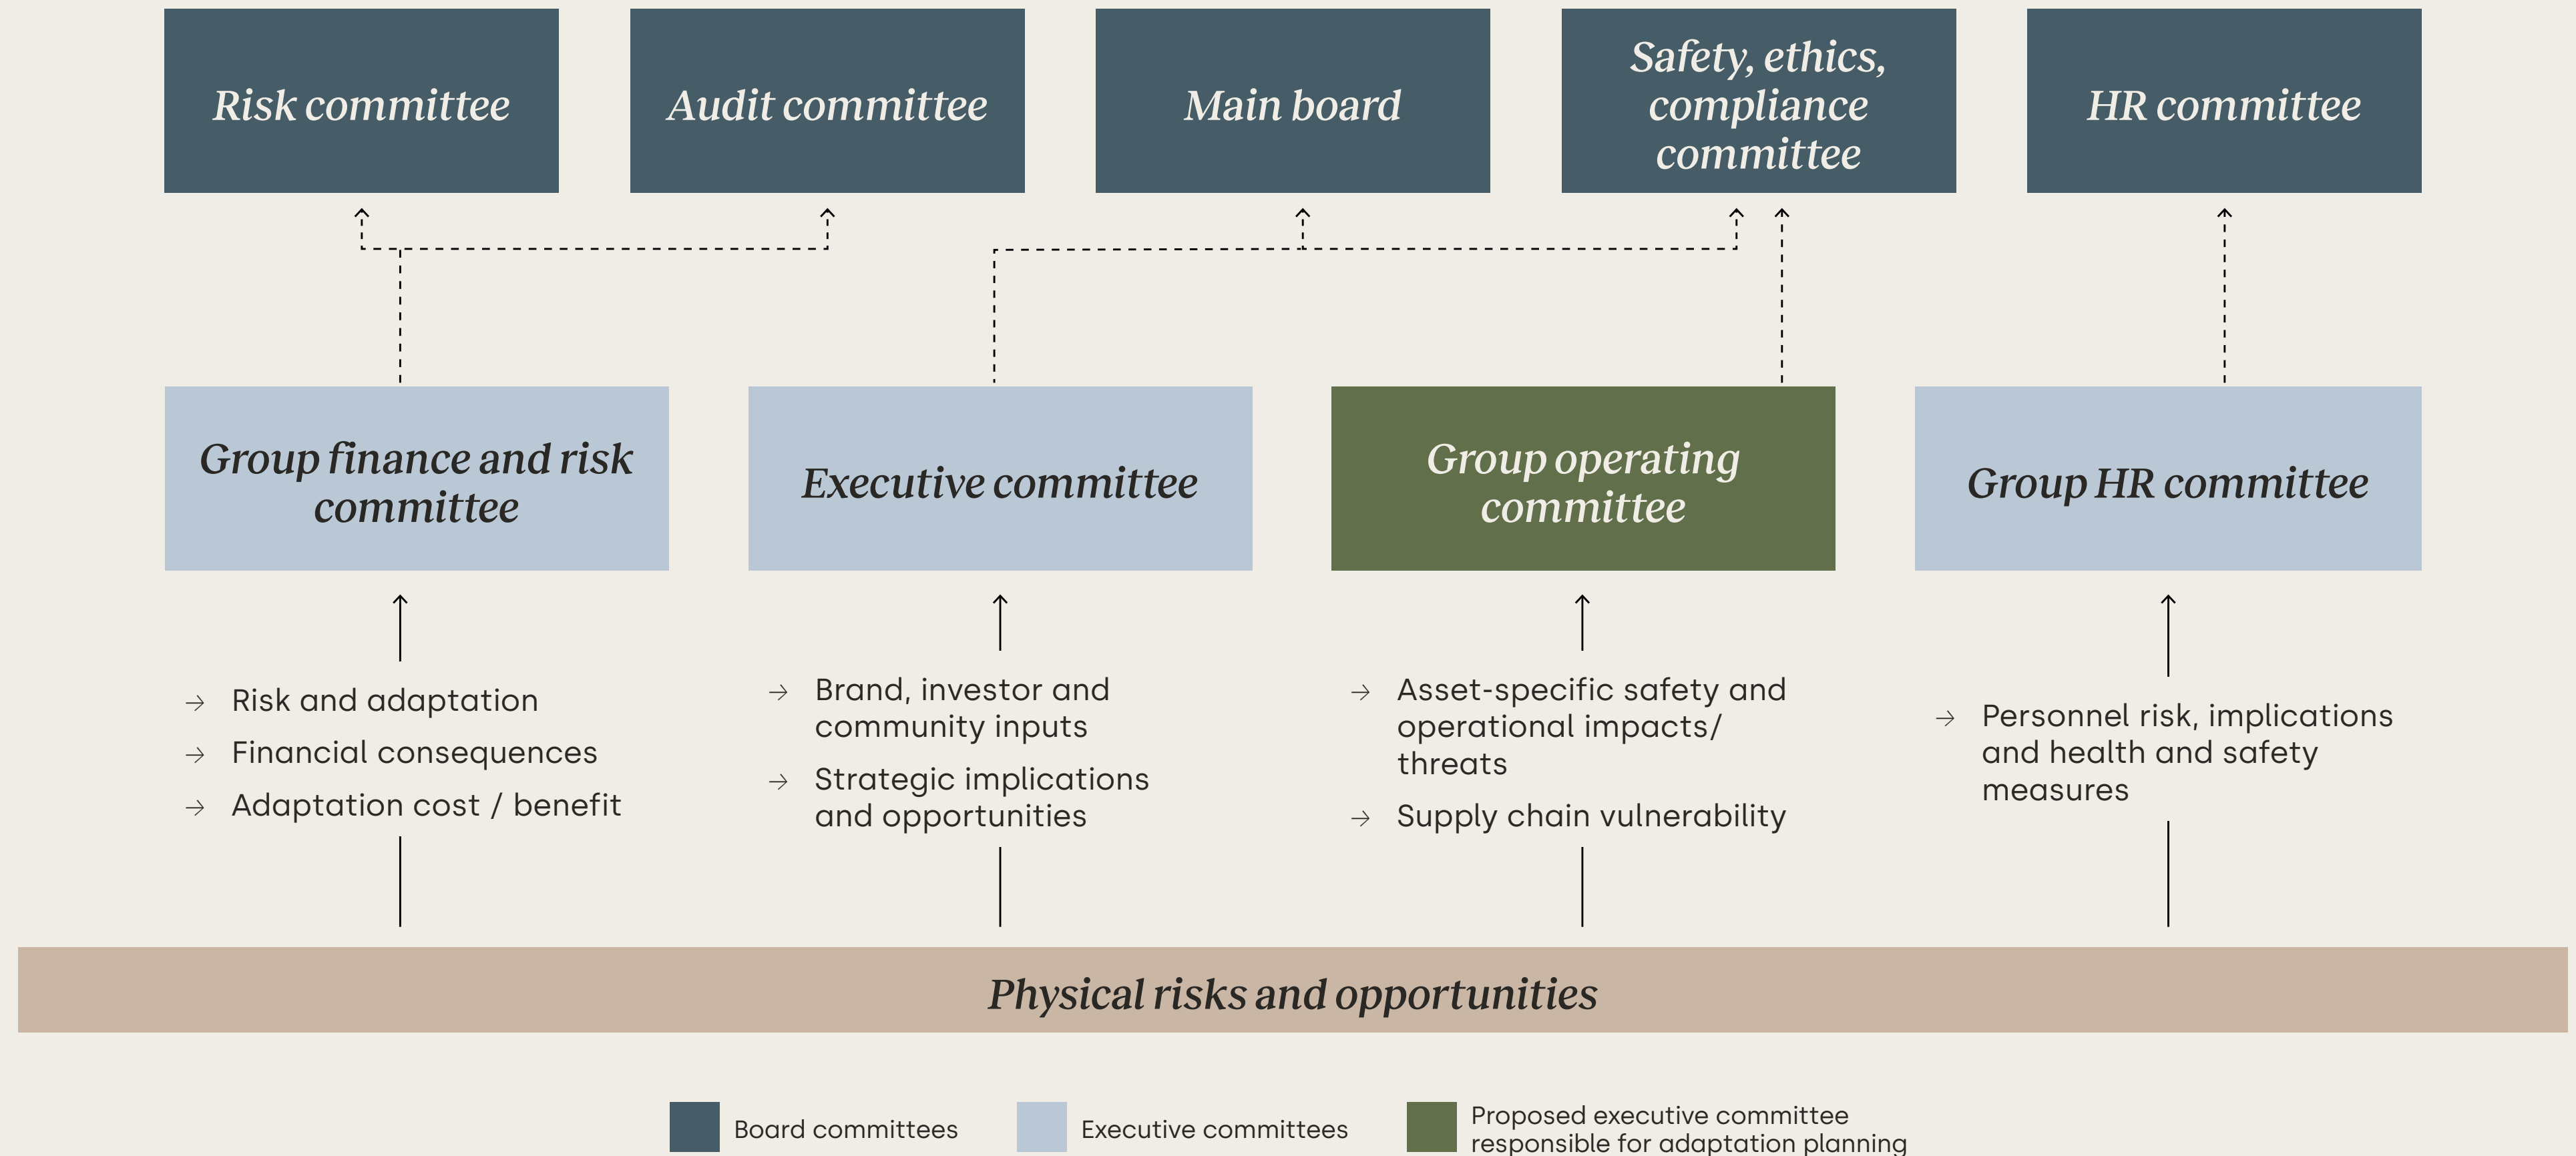 Risk committee
Audit committee
Main board
Safety, ethics,
compliance
committee
HR committee
Group finance and risk
committee
Executive committee
Group operating
committee
Group HR committee
→ Risk and adaptation
→ Financial consequences
→ Adaptation cost / benefit
→ Brand, investor and
community inputs
→ Strategic implications
and opportunities
→ Asset-specific safety and
operational impacts/
threats
→ Supply chain vulnerability
→ Personnel risk, implications
and health and safety
measures
Physical risks and opportunities
Board committees
Executive committees
Proposed executive committee
responsible for adaptation planning